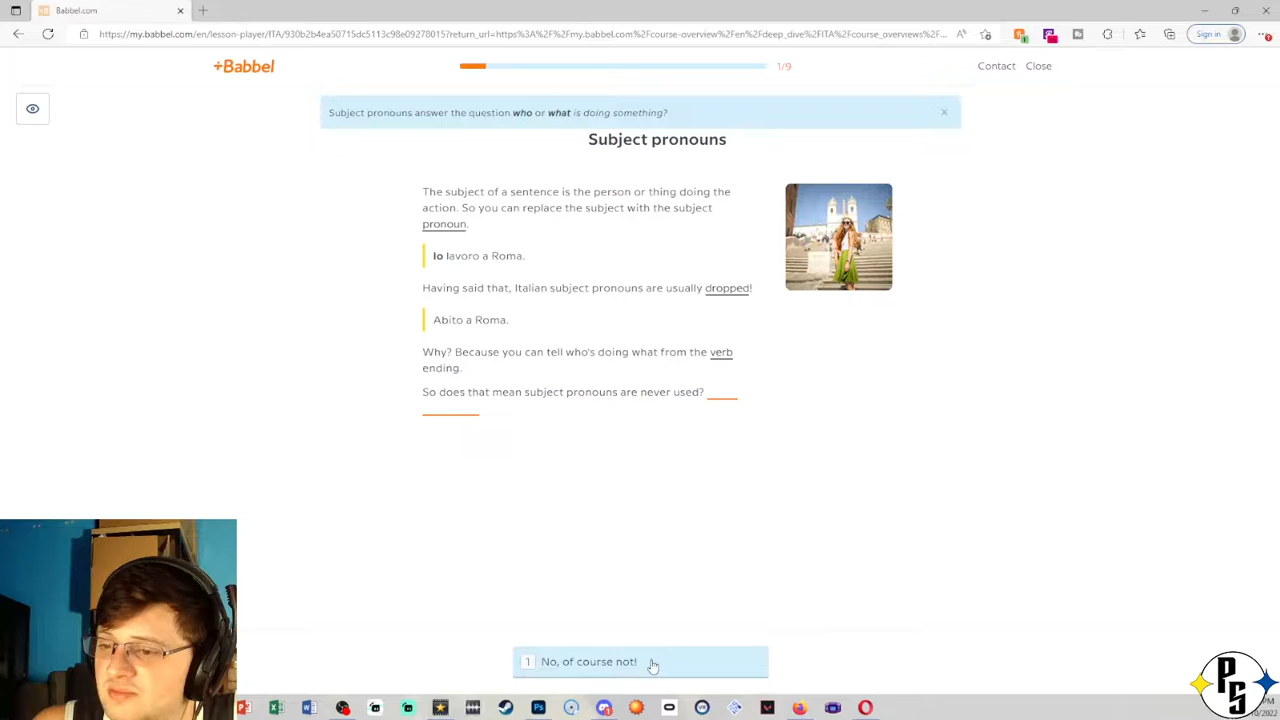 Babbel.com
https://my.babbel.com/en/lesson-player/ITA/930b2b4ea50715dc5113c98e09278015?return_url=https%3A%2F%2Fmy.babbel.com%2Fcourse-overview%2Fen%2Fdeep_dive%2FITA%2Fcourse_overviews%2F...
Sign in
+Babbel
1/9
Contact Close
Subject pronouns answer the question who or what is doing something?
Subject pronouns
The subject of a sentence is the person or thing doing the
action. So you can replace the subject with the subject
pronoun.
Io lavoro a Roma.
Having said that, Italian subject pronouns are usually dropped!
Abito a Roma.
Why? Because you can tell who's doing what from the verb
ending.
So does that mean subject pronouns are never used?
1 No, of course not!
PS